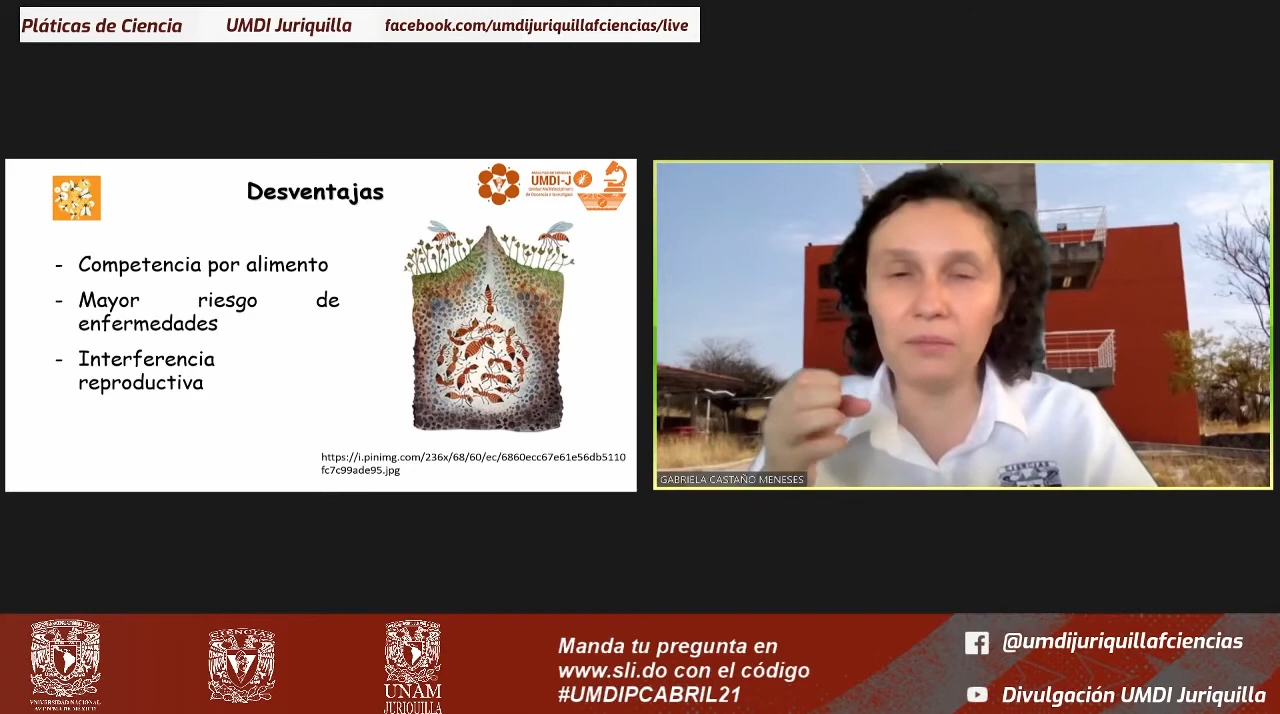 Pláticas de Ciencia UMDI Juriquilla facebook.com/umdijuriquillafciencias/live
Desventajas
UMDI-J
- Competencia por alimento
- Mayor riesgo de
enfermedades
- Interferencia
reproductiva
https://i.pinimg.com/236x/68/60/ec/6860ecc67e61e56db5110
fc7c99ade95.jpg
CIENCIAS
GABRIELA CASTAÑO MENESES
CIENCIAS
UNAM
JURIQUILLA
Manda tu pregunta en
www.sli.do con el código
#UMDIPCABRIL21
@umdijuriquillafciencias
Divulgación UMDI Juriquilla